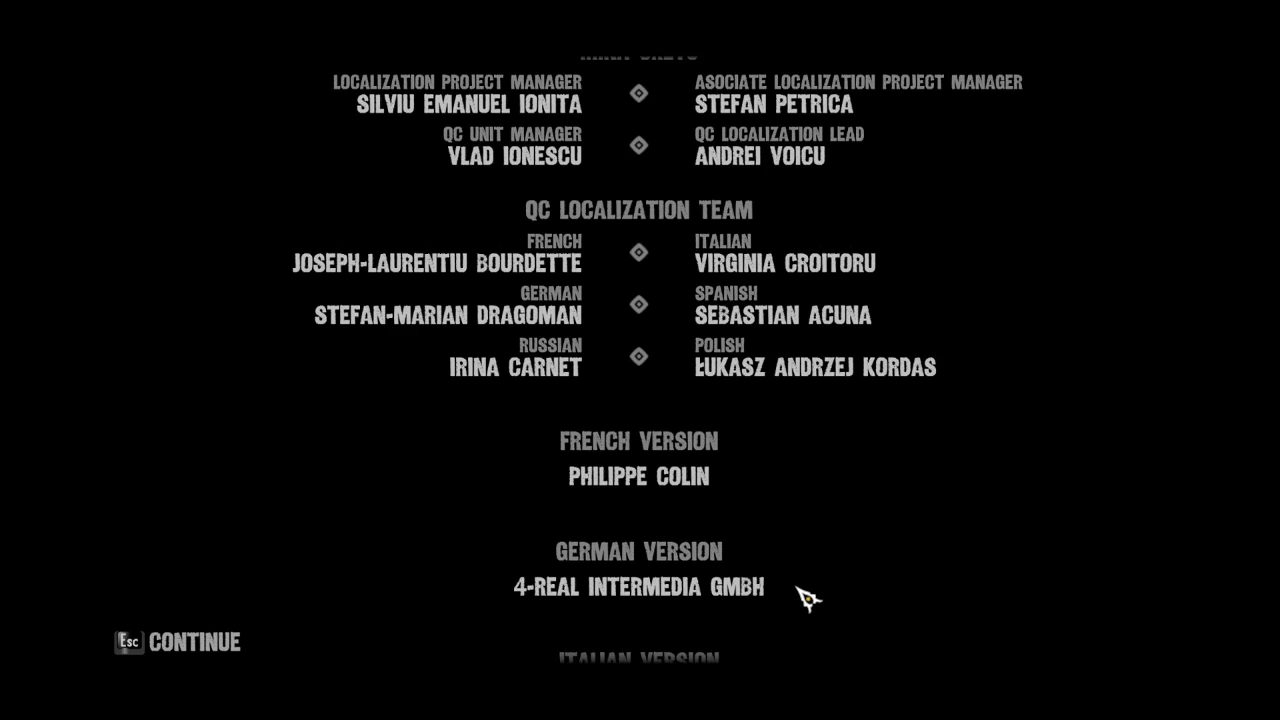 LOCALIZATION PROJECT MANAGER
SILVIU EMANUEL IONITA
ASOCIATE LOCALIZATION PROJECT MANAGER
STEFAN PETRICA
QC UNIT MANAGER
VLAD IONESCU
QC LOCALIZATION LEAD
ANDREI VOICU
QC LOCALIZATION TEAM
FRENCH
JOSEPH-LAURENTIU BOURDETTE
ITALIAN
VIRGINIA CROITORU
GERMAN
STEFAN-MARIAN DRAGOMAN
SPANISH
SEBASTIAN ACUNA
RUSSIAN
IRINA CARNET
POLISH
ŁUKASZ ANDRZEJ KORDAS
FRENCH VERSION
PHILIPPE COLIN
GERMAN VERSION
4-REAL INTERMEDIA GMBH
Esc CONTINUE
ITALIAN VERSION